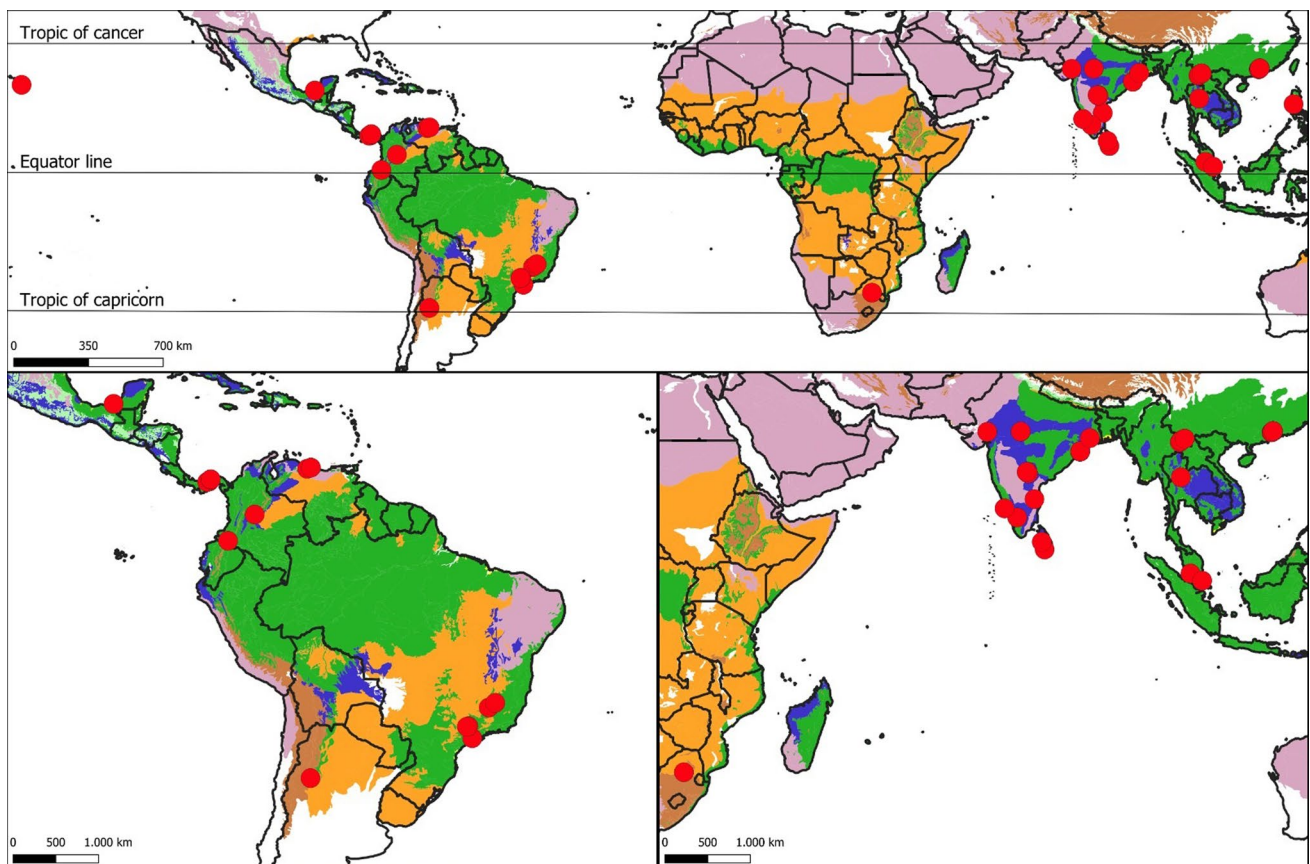 Tropic of cancer
Equator line
Tropic of capricorn
0 350 700 km
0 500 1.000 km
0 500 1.000 km